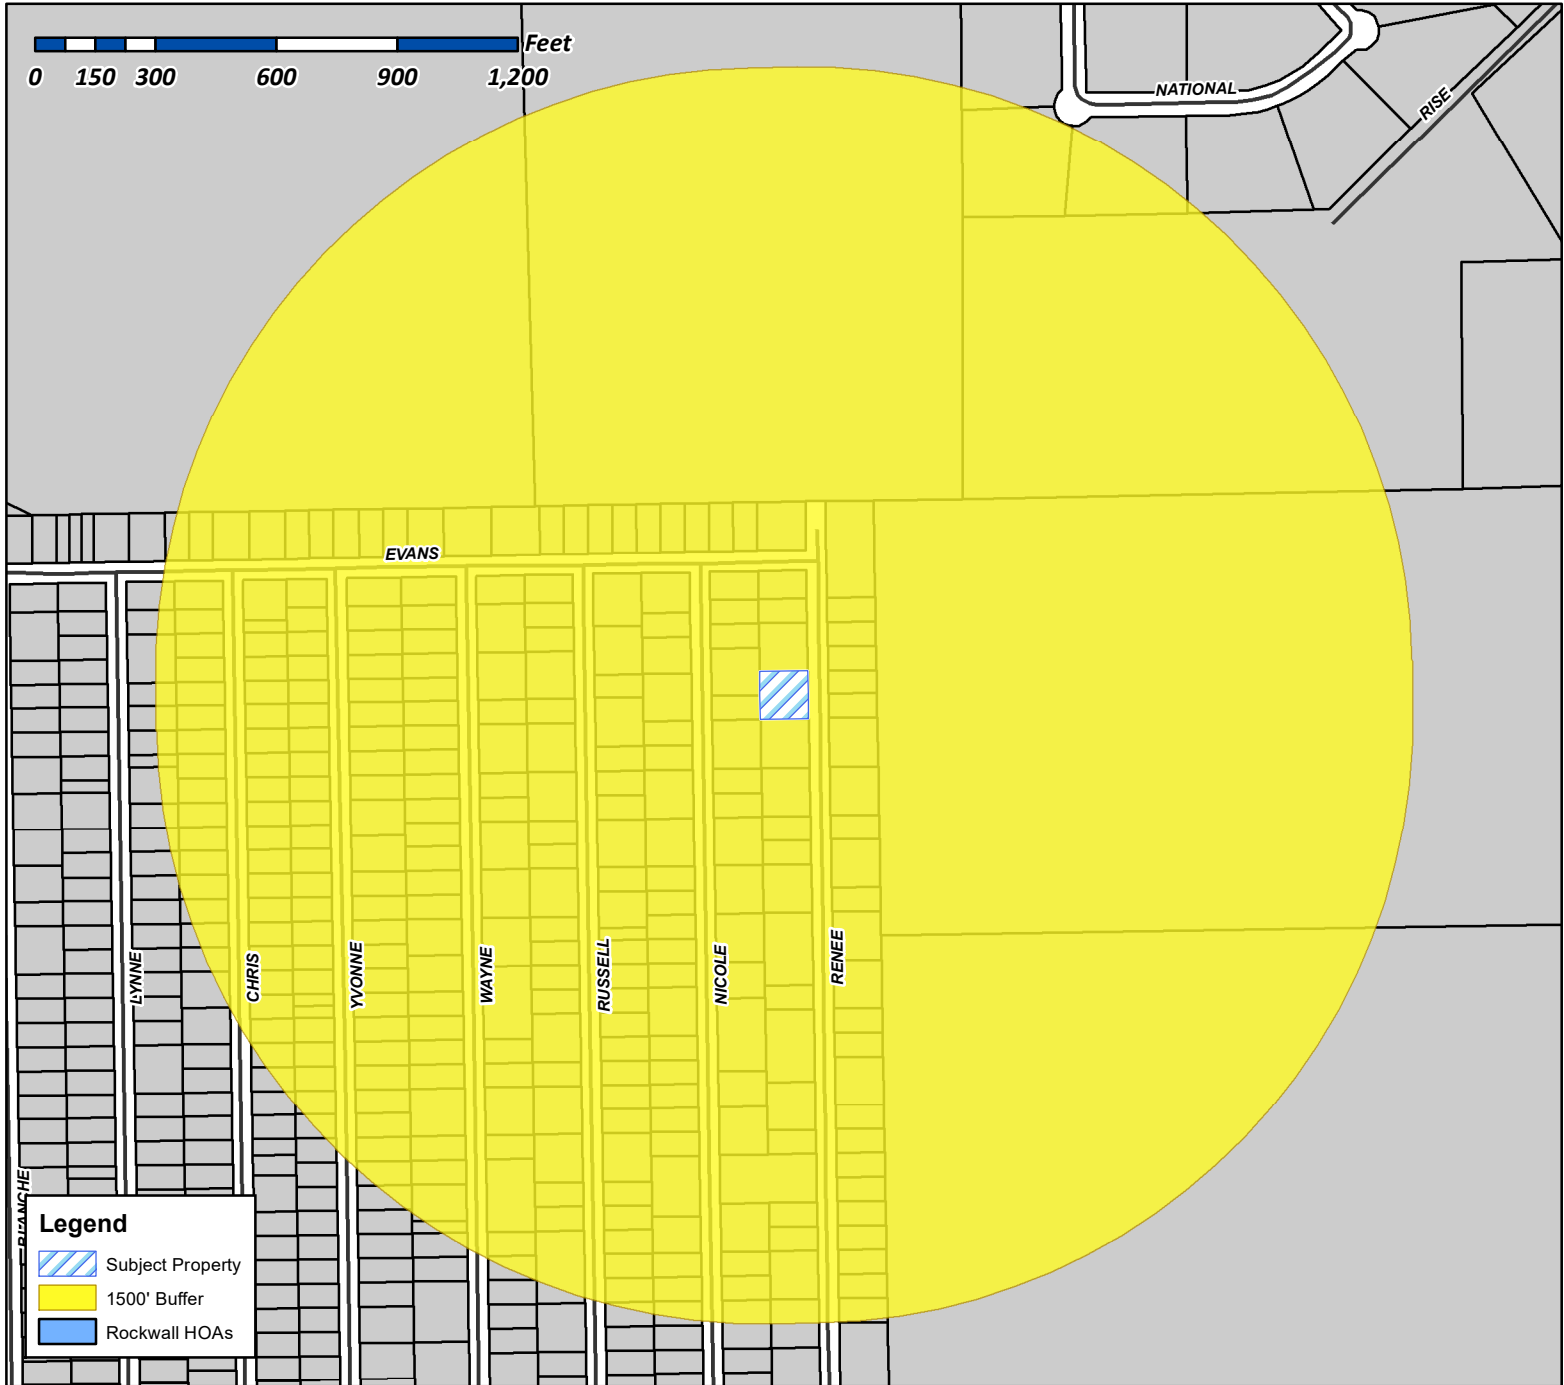 Feet
0 150 300 600 900 1,200
NATIONAL
RISE
EVANS
LYNNE
CHRIS
YVONNE
WAYNE
RUSSELL
NICOLE
RENEE
BLANCHE
Legend
Subject Property
1500' Buffer
Rockwall HOAs